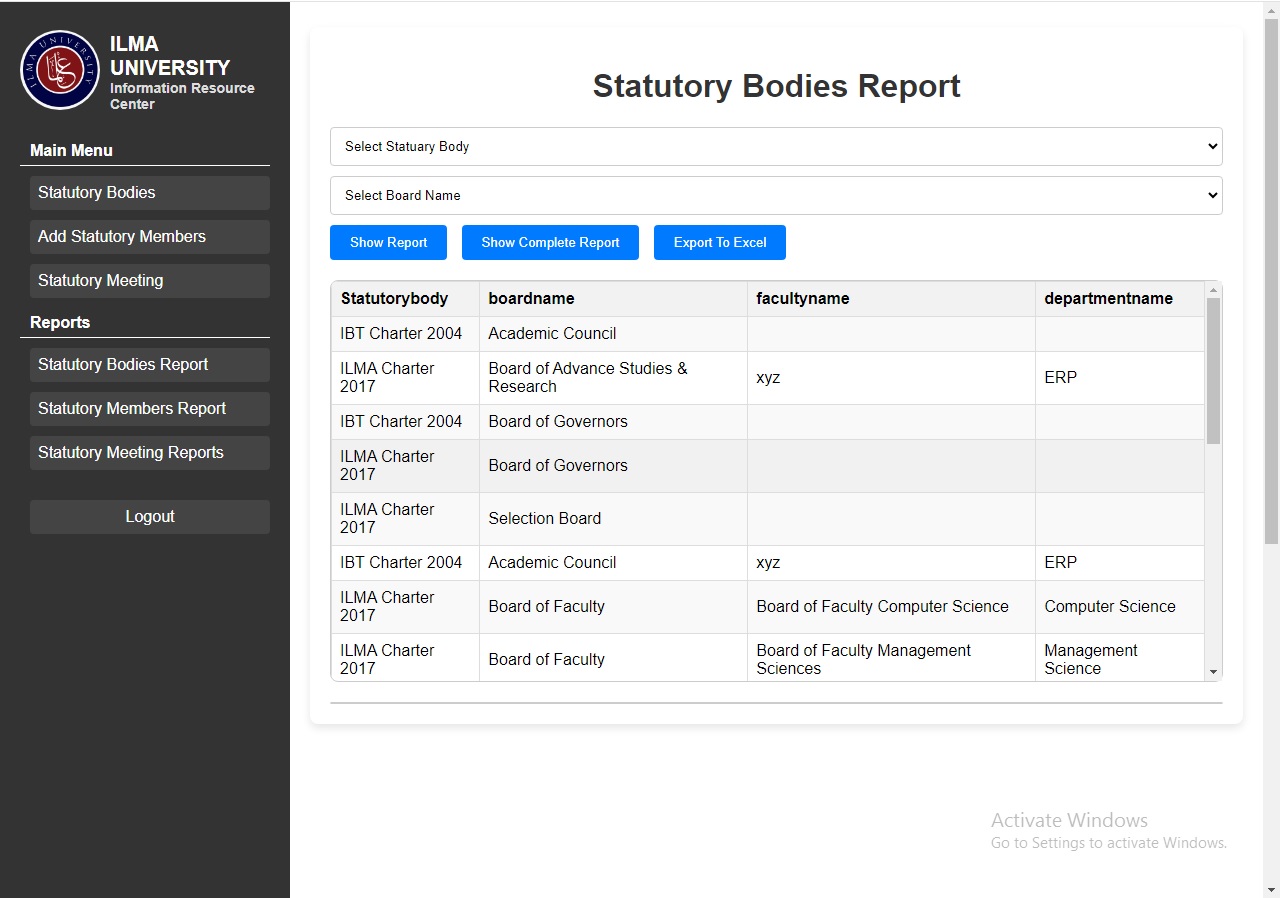 ILMA UNIVERSITY
ILMA
UNIVERSITY
Information Resource
Center
Main Menu
Statutory Bodies
Add Statutory Members
Statutory Meeting
Reports
Statutory Bodies Report
Statutory Members Report
Statutory Meeting Reports
Logout
Statutory Bodies Report
Select Statuary Body
Select Board Name
Show Report Show Complete Report Export To Excel
Statutorybody boardname facultyname departmentname
IBT Charter 2004 Academic Council
ILMA Charter 2017 Board of Advance Studies & Research xyz ERP
IBT Charter 2004 Board of Governors
ILMA Charter 2017 Board of Governors
ILMA Charter 2017 Selection Board
IBT Charter 2004 Academic Council xyz ERP
ILMA Charter 2017 Board of Faculty Board of Faculty Computer Science Computer Science
ILMA Charter 2017 Board of Faculty Board of Faculty Management Sciences Management Science
Activate Windows
Go to Settings to activate Windows.